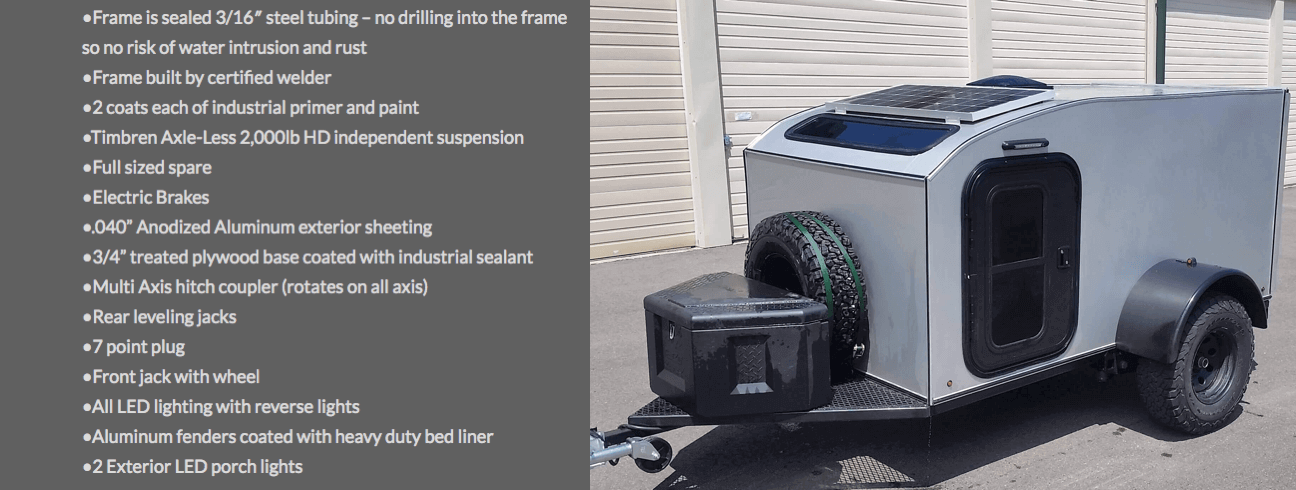 •Frame is sealed 3/16″ steel tubing – no drilling into the frame
so no risk of water intrusion and rust
•Frame built by certified welder
•2 coats each of industrial primer and paint
•Timbren Axle-Less 2,000lb HD independent suspension
•Full sized spare
•Electric Brakes
•.040” Anodized Aluminum exterior sheeting
•3/4” treated plywood base coated with industrial sealant
•Multi Axis hitch coupler (rotates on all axis)
•Rear leveling jacks
•7 point plug
•Front jack with wheel
•All LED lighting with reverse lights
•Aluminum fenders coated with heavy duty bed liner
•2 Exterior LED porch lights